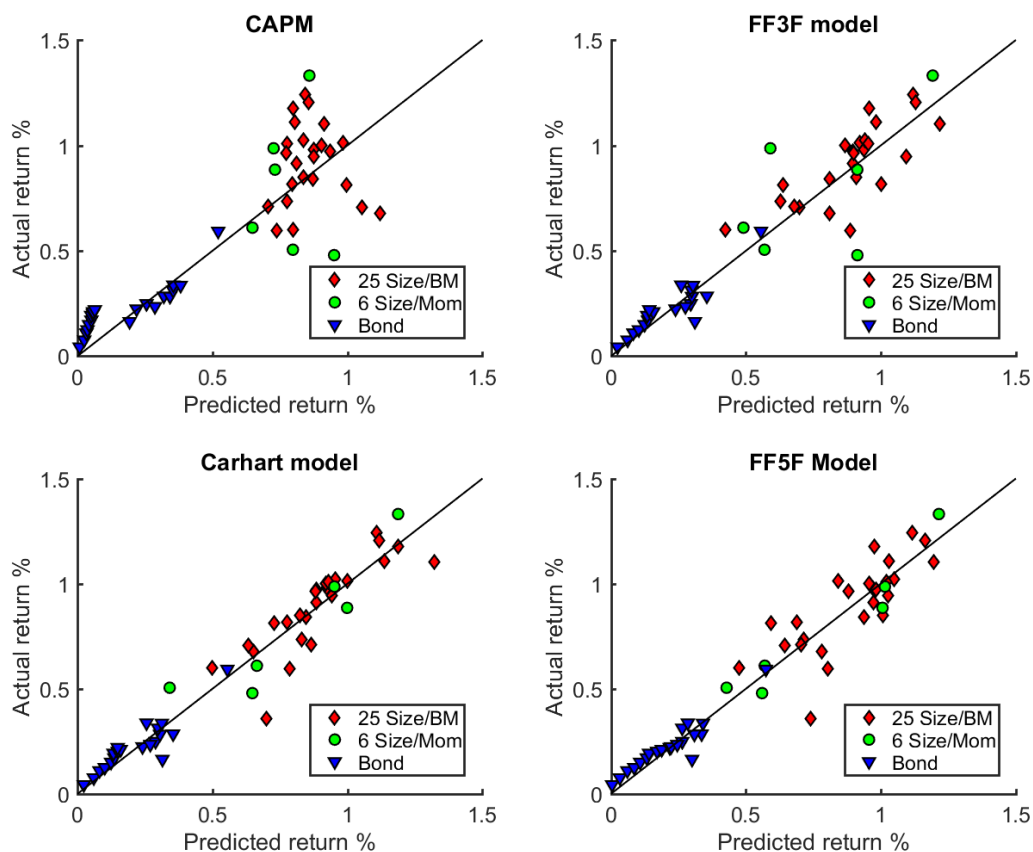 CAPM
1.5
1
0.5
0
Actual return %
0
0.5
1
1.5
Predicted return %
25 Size/BM
6 Size/Mom
Bond
FF3F model
1.5
1
0.5
0
Actual return %
0
0.5
1
1.5
Predicted return %
25 Size/BM
6 Size/Mom
Bond
Carhart model
1.5
1
0.5
0
Actual return %
0
0.5
1
1.5
Predicted return %
25 Size/BM
6 Size/Mom
Bond
FF5F Model
1.5
1
0.5
0
Actual return %
0
0.5
1
1.5
Predicted return %
25 Size/BM
6 Size/Mom
Bond